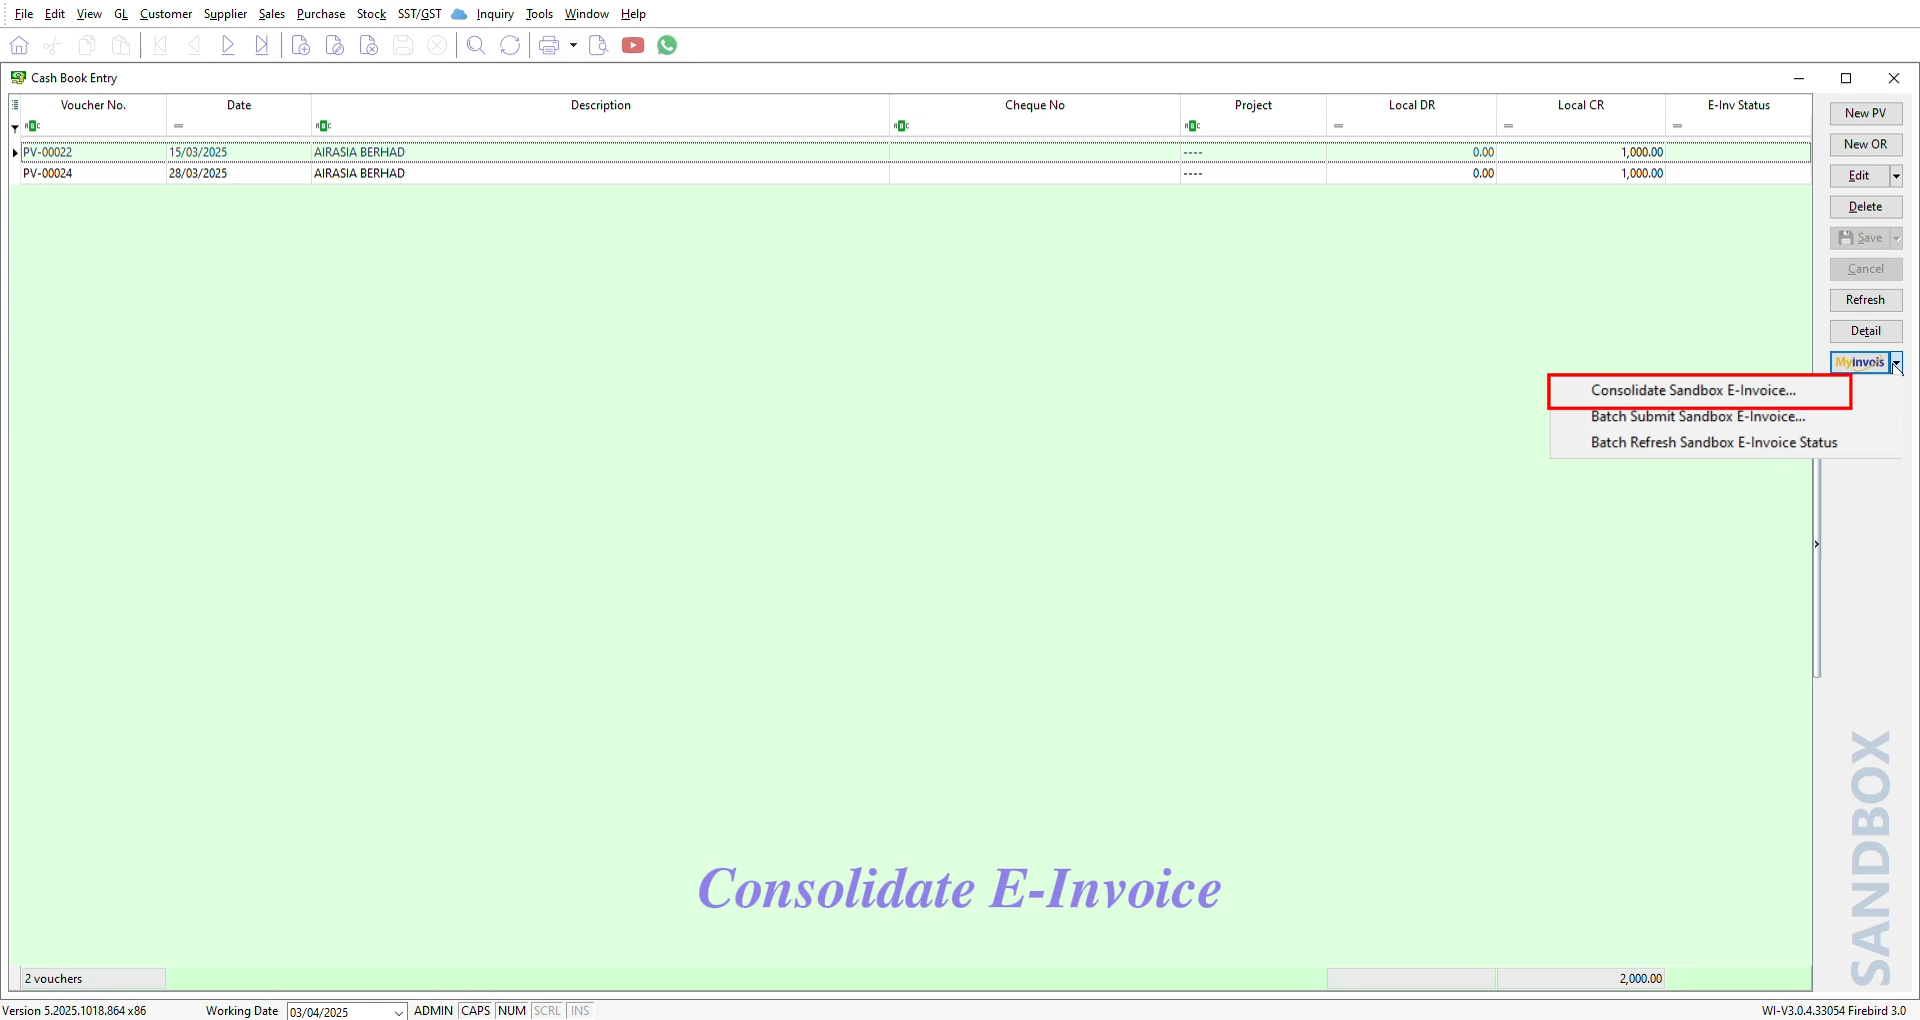 File Edit View GL Customer Supplier Sales Purchase Stock SST/GST Inquiry Tools Window Help
Cash Book Entry
Voucher No. Date Description Cheque No Project Local DR Local CR E-Inv Status
PV-00022 15/03/2025 AIRASIA BERHAD ---- 0.00 1,000.00
PV-00024 28/03/2025 AIRASIA BERHAD ---- 0.00 1,000.00
New PV
New OR
Edit
Delete
Save
Cancel
Refresh
Detail
Myinvois
Consolidate Sandbox E-Invoice...
Batch Submit Sandbox E-Invoice...
Batch Refresh Sandbox E-Invoice Status
SANDBOX
Consolidate E-Invoice
2 vouchers 2,000.00
Version 5.2025.1018.864 x86 Working Date 03/04/2025 ADMIN CAPS NUM SCRL INS WI-V3.0.4.33054 Firebird 3.0